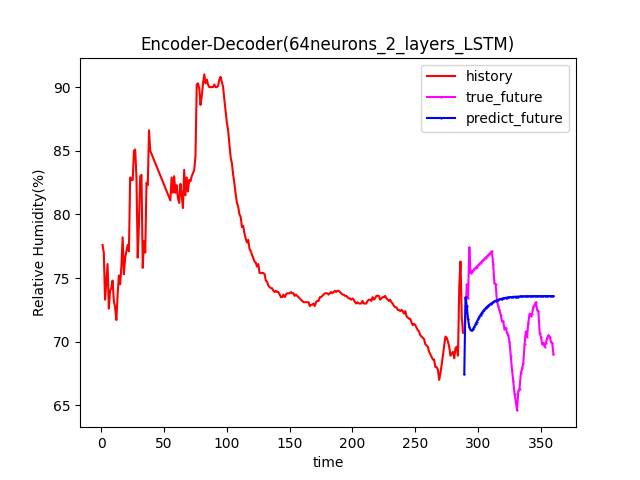 Encoder-Decoder(64neurons_2_layers_LSTM)
history
true_future
predict_future
Relative Humidity(%)
90
85
80
75
70
65
0 50 100 150 200 250 300 350
time